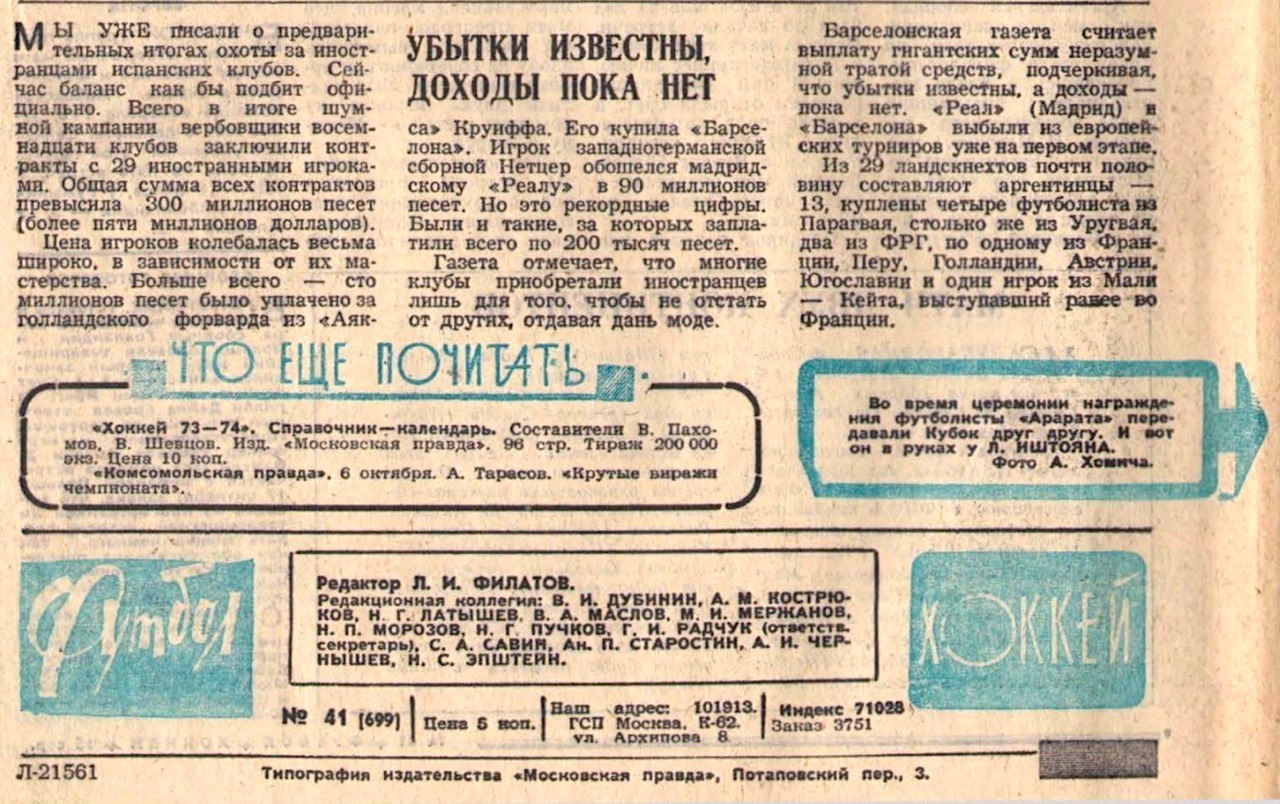 МЫ УЖЕ писали о предвари-
тельных итогах охоты за иност-
ранцами испанских клубов. Сей-
час баланс как бы подбит офи-
циально. Всего в итоге шум-
ной кампании вербовщики восем-
надцати клубов заключили конт-
ракты с 29 иностранными игрока-
ми. Общая сумма всех контрактов
превысила 300 миллионов песет
(более пяти миллионов долларов).
Цена игроков колебалась весьма
широко, в зависимости от их ма-
стерства. Больше всего — сто
миллионов песет было уплачено за
голландского форварда из «Аяк-
УБЫТКИ ИЗВЕСТНЫ,
ДОХОДЫ ПОКА НЕТ
са» Круиффа. Его купила «Барсе-
лона». Игрок западногерманской
сборной Нетцер обошелся мадрид-
скому «Реалу» в 90 миллионов
песет. Но это рекордные цифры.
Были и такие, за которых запла-
тили всего по 200 тысяч песет.
Газета отмечает, что многие
клубы приобретали иностранцев
лишь для того, чтобы не отстать
от других, отдавая дань моде.
Барселонская газета считает
выплату гигантских сумм неразум-
ной тратой средств, подчеркивая,
что убытки известны, а доходы —
пока нет. «Реал» (Мадрид) и
«Барселона» выбыли из европей-
ских турниров уже на первом этапе.
Из 29 ландскнехтов почти поло-
вину составляют аргентинцы —
13, куплены четыре футболиста из
Парагвая, столько же из Уругвая,
два из ФРГ, по одному из Фран-
ции, Перу, Голландии, Австрии,
Югославии и один игрок из Мали
— Кейта, выступавший ранее во
Франции.
ЧТО ЕЩЕ ПОЧИТАТЬ
«Хоккей 73—74». Справочник—календарь. Составители В. Пахо-
мов, В. Шевцов. Изд. «Московская правда». 96 стр. Тираж 200 000
экз. Цена 10 коп.
«Комсомольская правда», 6 октября. А. Тарасов. «Крутые виражи
чемпионата».
Во время церемонии награжде-
ния футболисты «Арарата» пере-
давали Кубок друг другу. И вот
он в руках у Л. ИШТОЯНА.
Фото А. Хомича.
Футбол
Редактор Л. И. ФИЛАТОВ.
Редакционная коллегия: В. И. ДУБИНИН, А. М. КОСТРЮ-
КОВ, Н. Г. ЛАТЫШЕВ, В. А. МАСЛОВ, М. И. МЕРЖАНОВ,
Н. П. МОРОЗОВ, Н. Г. ПУЧКОВ, Г. И. РАДЧУК (ответств.
секретарь), С. А. САВИН, Ан. П. СТАРОСТИН, А. И. ЧЕР-
НЫШЕВ, И. С. ЭПШТЕЙН.
ХОККЕЙ
№ 41 (699)
Цена 5 коп.
Наш адрес: 101913.
ГСП Москва, К-62.
ул. Архипова 8.
Индекс 71028
Заказ 3751
Л-21561
Типография издательства «Московская правда», Потаповский пер., 3.